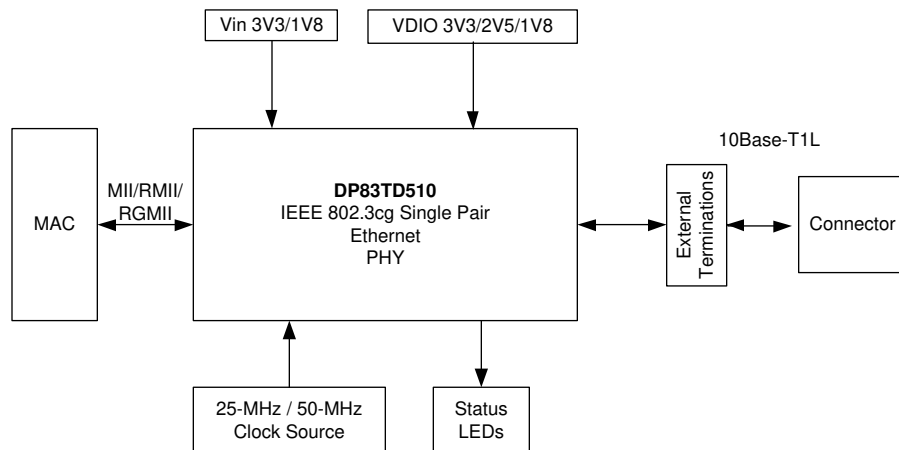 Vin 3V3/1V8
VDIO 3V3/2V5/1V8
MAC
MII/RMII/
RGMII
DP83TD510
IEEE 802.3cg Single Pair
Ethernet
PHY
10Base-T1L
External
Terminations
Connector
25-MHz / 50-MHz
Clock Source
Status
LEDs